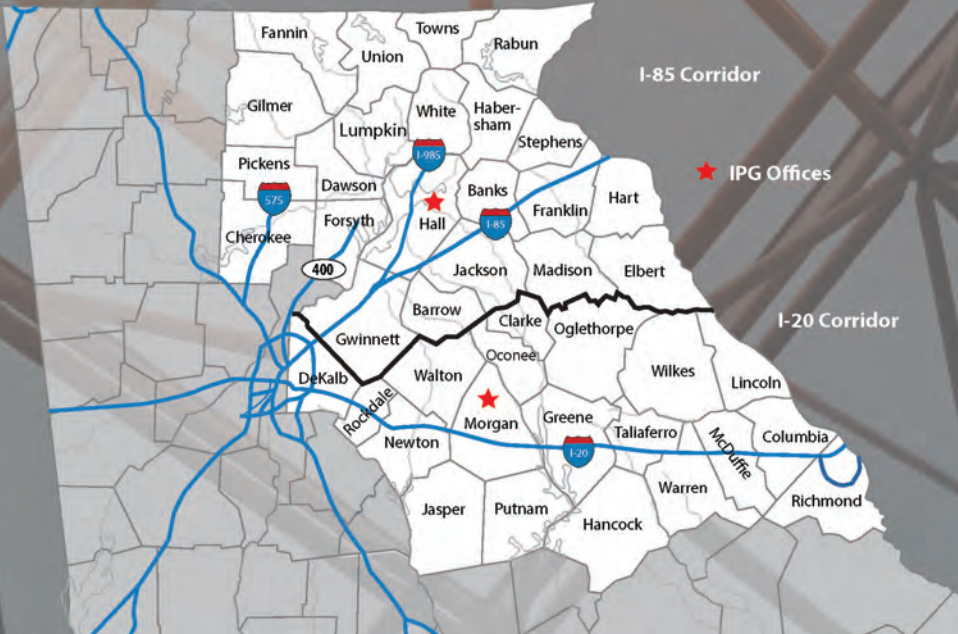 Fannin
Towns
Union
Rabun
I-85 Corridor
Gilmer
White
Haber-
sham
Lumpkin
Stephens
I-985
Pickens
IPG Offices
575
Dawson
Banks
Hart
Franklin
Forsyth
I-85
Hall
Cherokee
400
Jackson
Madison
Elbert
Barrow
Clarke
Oglethorpe
I-20 Corridor
Gwinnett
Oconee
DeKalb
Walton
Wilkes
Lincoln
Rockdale
Morgan
Greene
Taliaferro
Columbia
Newton
McDuffie
I-20
Warren
Richmond
Jasper
Putnam
Hancock